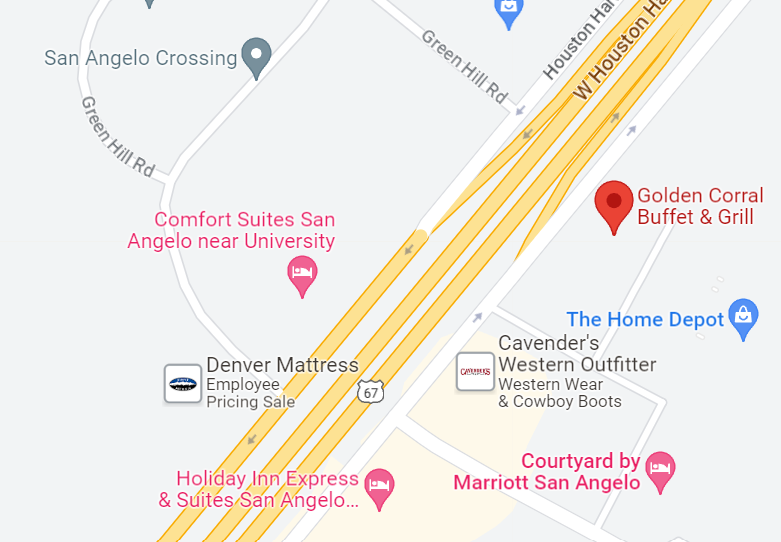 San Angelo Crossing
Green Hill Rd
Green Hill Rd
Houston Har
W Houston Ha
Golden Corral
Buffet & Grill
Comfort Suites San
Angelo near University
The Home Depot
Denver Mattress
Employee
Pricing Sale
67
CAVENDER'S
Cavender's
Western Outfitter
Western Wear
& Cowboy Boots
Courtyard by
Marriott San Angelo
Holiday Inn Express
& Suites San Angelo...